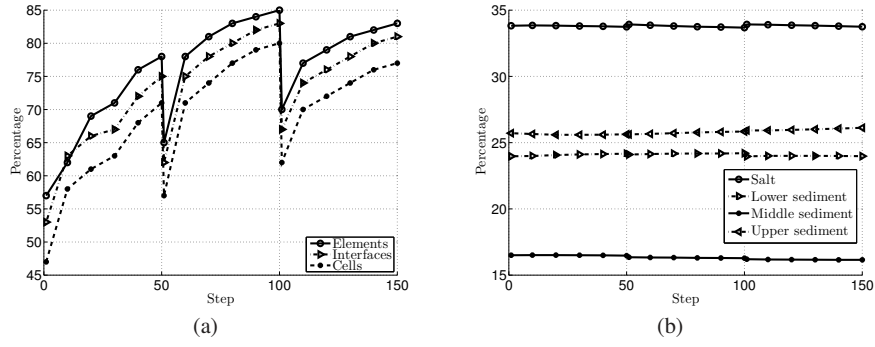 85
80
75
70
65
60
55
50
45
Percentage
0
50
100
150
Step
Elements
Interfaces
Cells
(a)
35
30
25
20
15
Percentage
0
50
100
150
Step
Salt
Lower sediment
Middle sediment
Upper sediment
(b)